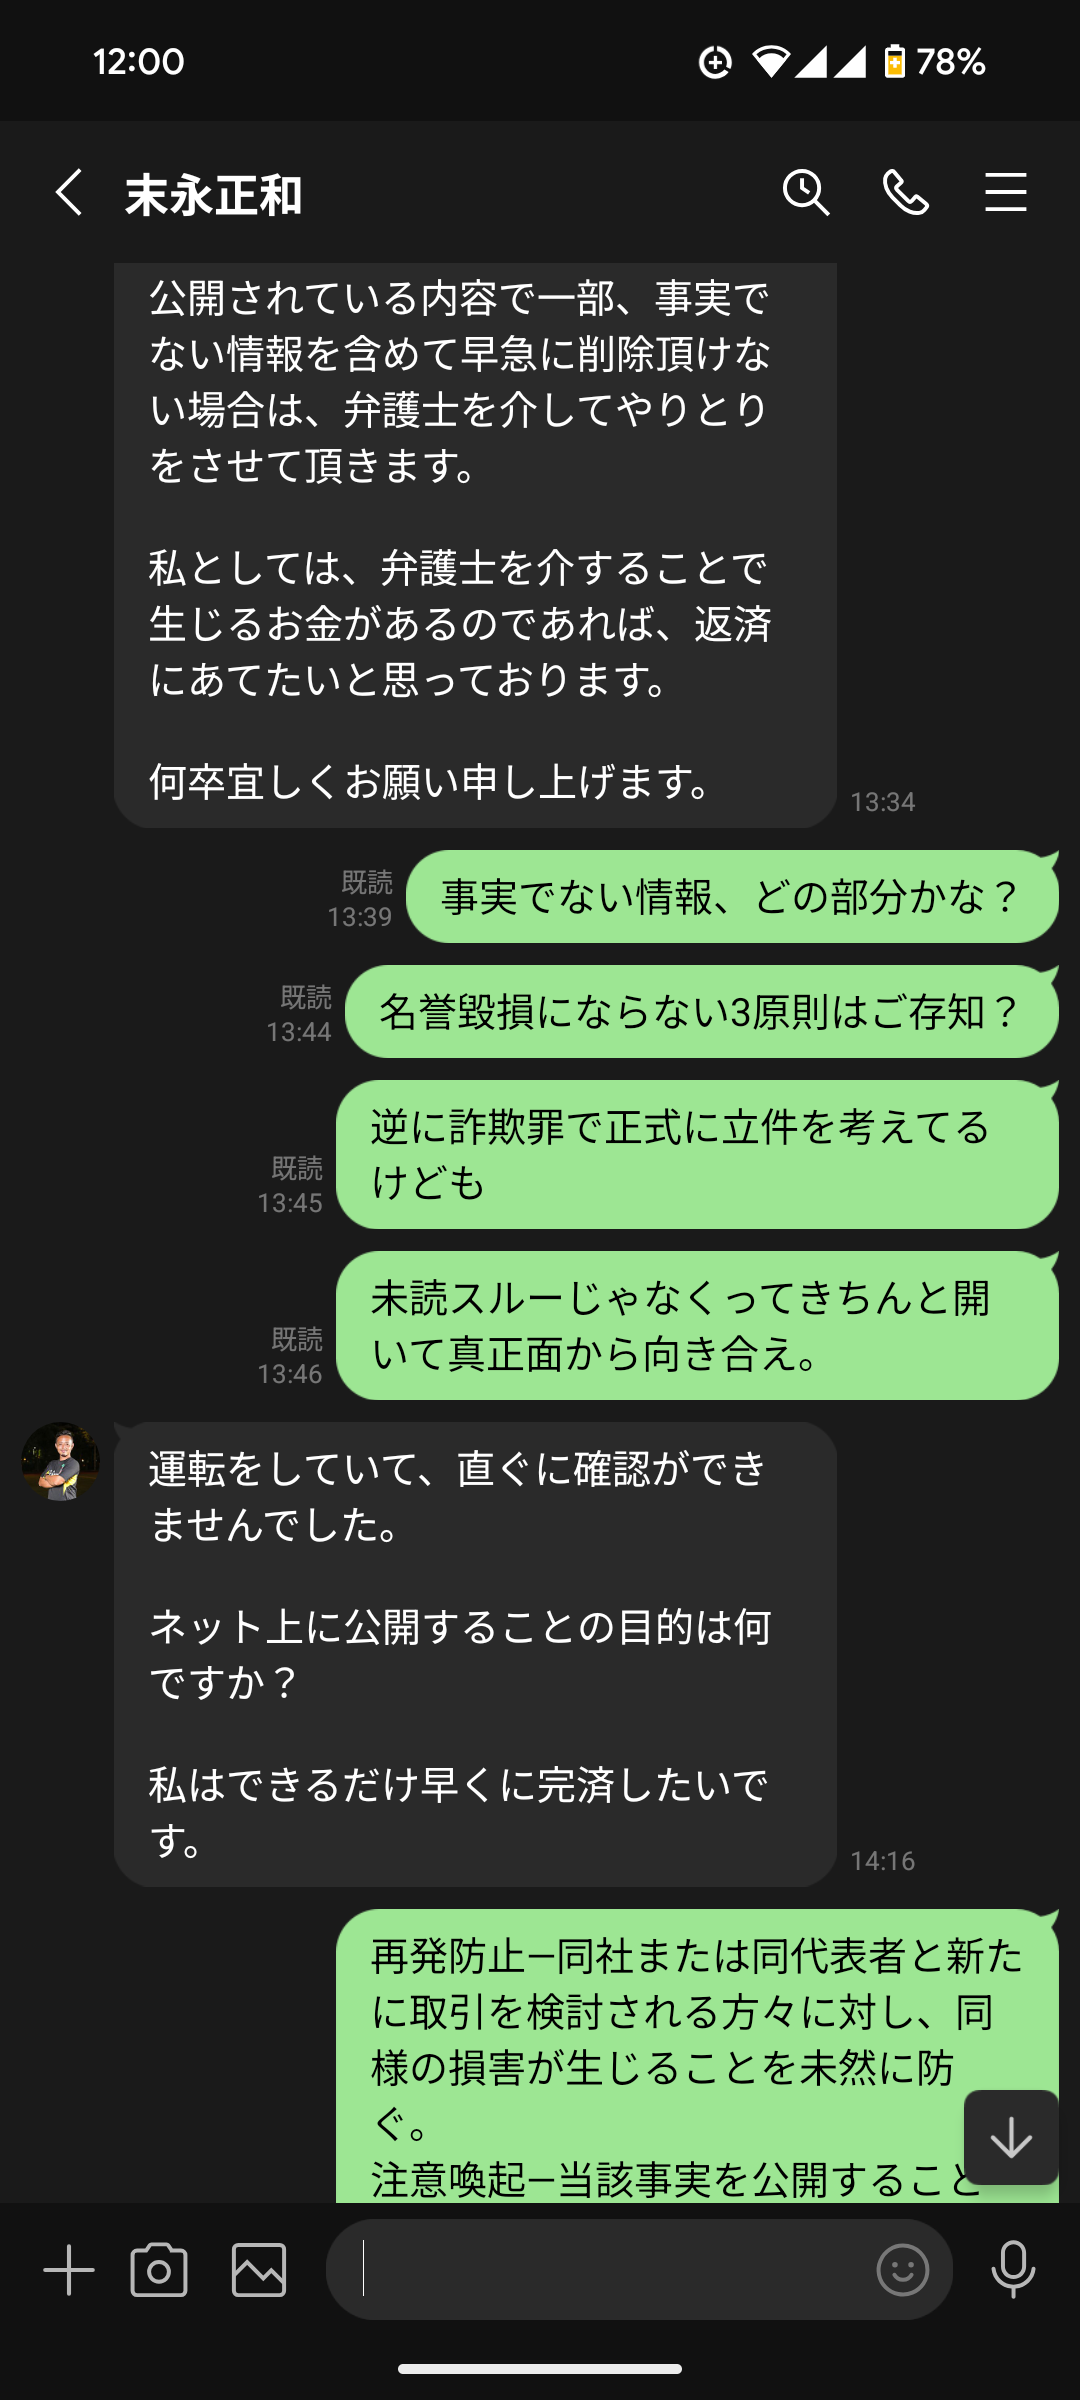 12:00
78%
末永正和
公開されている内容で一部、事実で
ない情報を含めて早急に削除頂けな
い場合は、弁護士を介してやりとり
をさせて頂きます。
私としては、弁護士を介することで
生じるお金があるのであれば、返済
にあてたいと思っております。
何卒宜しくお願い申し上げます。
13:34
既読
13:39
事実でない情報、どの部分かな？
既読
13:44
名誉毀損にならない3原則はご存知？
逆に詐欺罪で正式に立件を考えてる
けども
既読
13:45
未読スルーじゃなくってきちんと開
いて真正面から向き合え。
既読
13:46
運転をしていて、直ぐに確認ができ
ませんでした。
ネット上に公開することの目的は何
ですか？
私はできるだけ早くに完済したいで
す。
14:16
再発防止—同社または同代表者と新た
に取引を検討される方々に対し、同
様の損害が生じることを未然に防
ぐ。
注意喚起—当該事実を公開すること